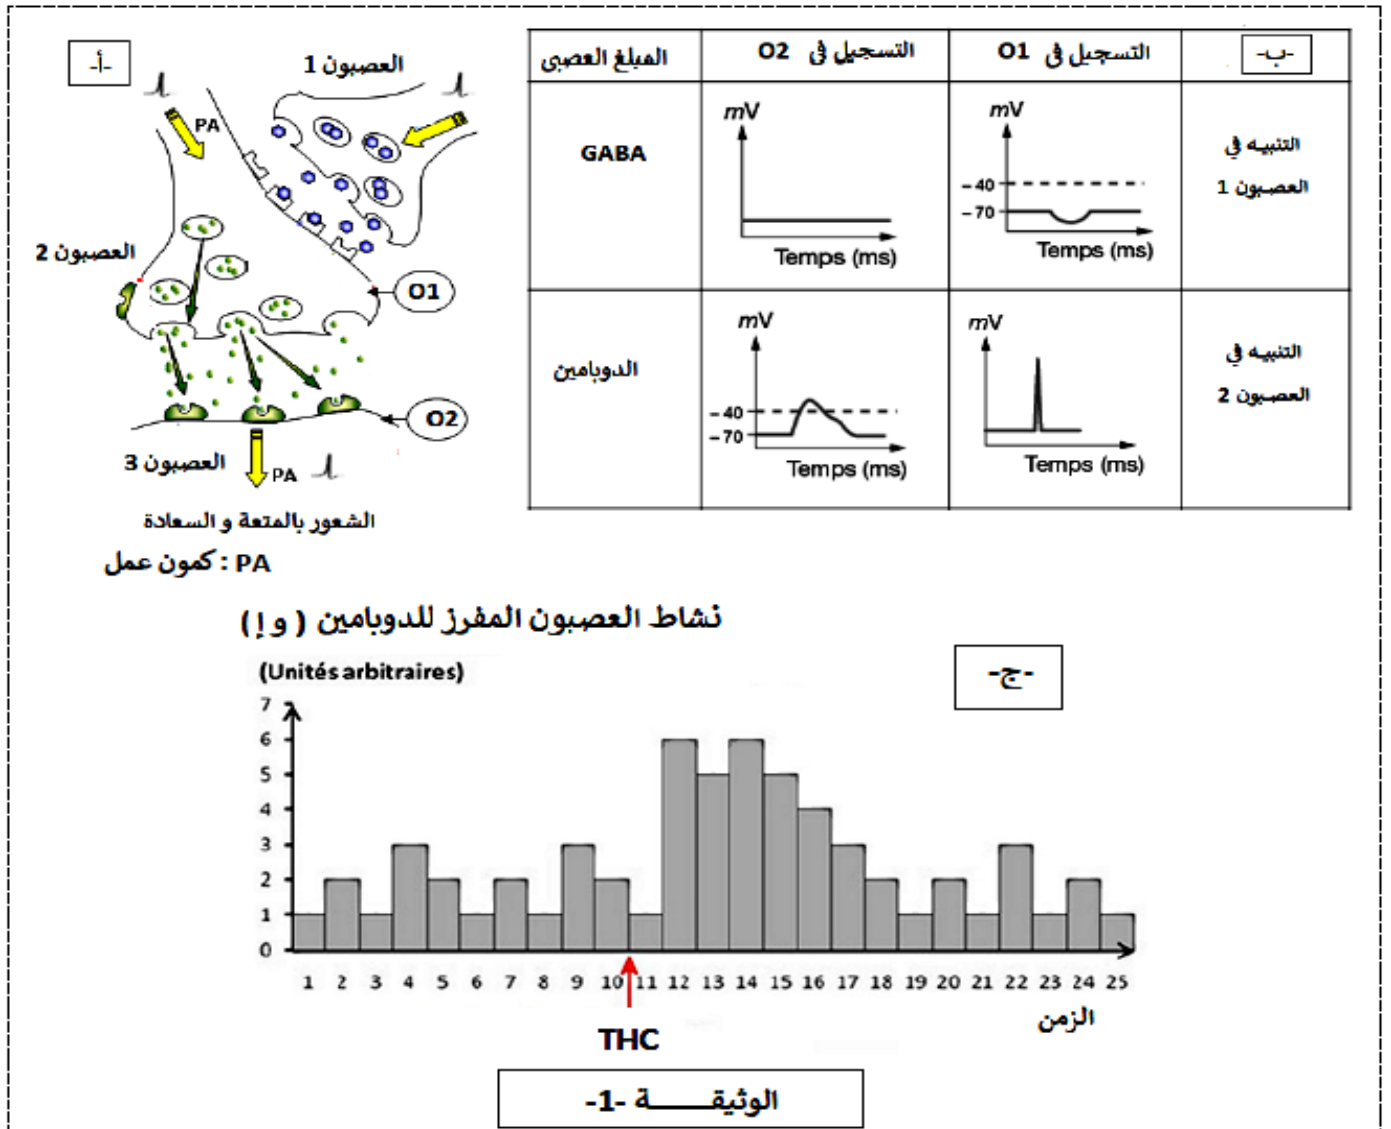 -أ-
العصبون 1
PA
العصبون 2
O1
O2
العصبون 3
PA
الشعور بالمتعة و السعادة
PA : كمون عمل
-ب-
التسجيل في O1
التسجيل في O2
المبلغ العصبي
التنبيه في
العصبون 1
mV
-40
-70
Temps (ms)
mV
Temps (ms)
GABA
التنبيه في
العصبون 2
mV
Temps (ms)
mV
-40
-70
Temps (ms)
الدوبامين
نشاط العصبون المفرز للدوبامين ( و إ )
(Unités arbitraires)
-ج-
7
6
5
4
3
2
1
0
1 2 3 4 5 6 7 8 9 10 11 12 13 14 15 16 17 18 19 20 21 22 23 24 25
الزمن
THC
الوثيقـــــــة -1-